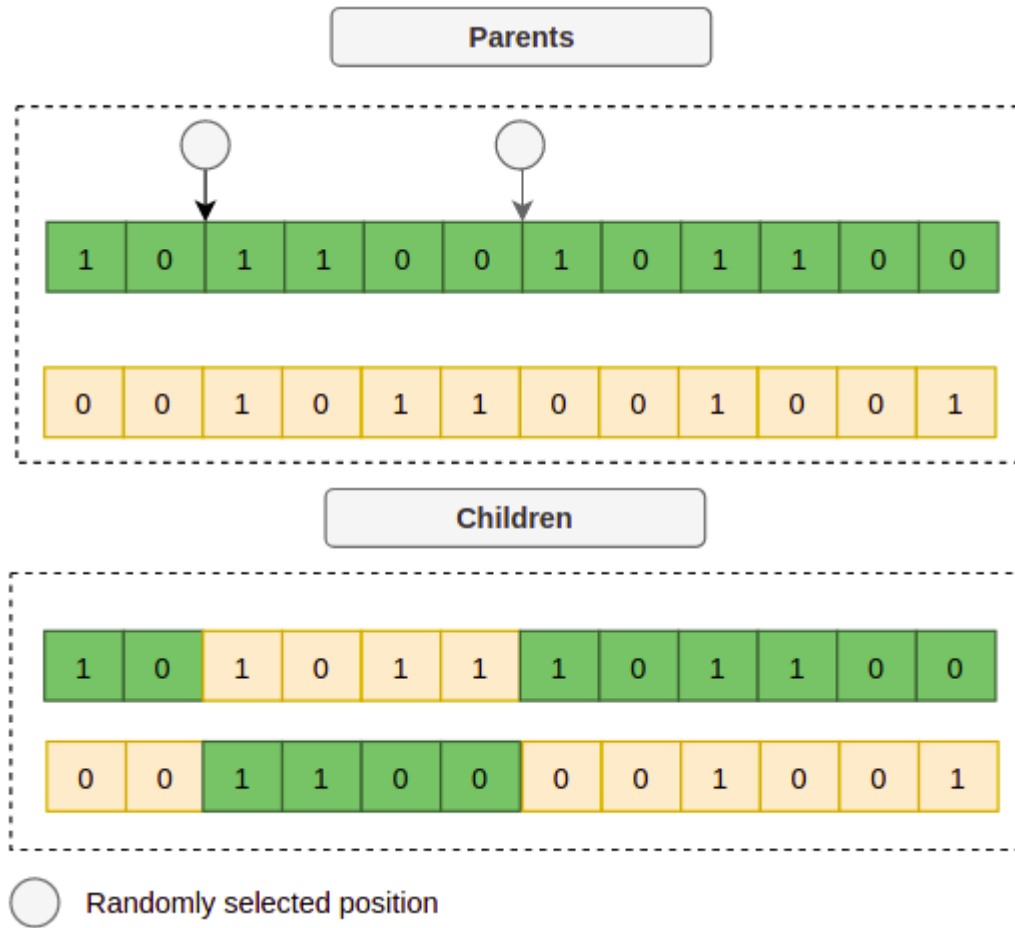 Parents
1 0 1 1 0 0 1 0 1 1 0 0
0 0 1 0 1 1 0 0 1 0 0 1
Children
1 0 1 0 1 1 1 0 1 1 0 0
0 0 1 1 0 0 0 0 1 0 0 1
Randomly selected position